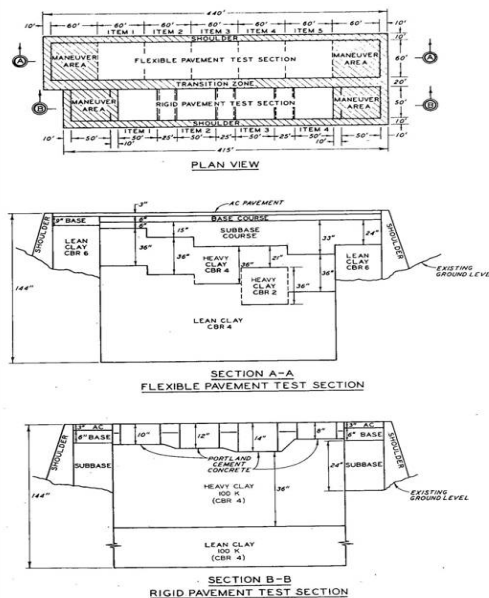 440'
10' 60' 60' 60' 60' 60' 60' 60' 10'
ITEM 1 ITEM 2 ITEM 3 ITEM 4 ITEM 5
SHOULDER
MANEUVER AREA
FLEXIBLE PAVEMENT TEST SECTION
MANEUVER AREA
A
A
10'
60'
20'
TRANSITION ZONE
MANEUVER AREA
RIGID PAVEMENT TEST SECTION
MANEUVER AREA
B
B
50'
10'
SHOULDER
ITEM 1 ITEM 2 ITEM 3 ITEM 4
10' 50' 50' 25' 50' 25' 50' 25' 50' 50' 10'
10'
10'
415'
PLAN VIEW
3"
AC PAVEMENT
BASE COURSE
SHOULDER
9" BASE
6"
6"
15"
SUBBASE COURSE
33"
24"
SHOULDER
LEAN CLAY CBR 6
36"
36"
HEAVY CLAY CBR 4
36"
21"
HEAVY CLAY CBR 2
36"
36"
LEAN CLAY CBR 6
EXISTING GROUND LEVEL
144"
LEAN CLAY
CBR 4
SECTION A-A
FLEXIBLE PAVEMENT TEST SECTION
3" AC
6" BASE
SHOULDER
SUBBASE
10"
12"
14"
8"
3" AC
6" BASE
SHOULDER
SUBBASE
PORTLAND CEMENT CONCRETE
24"
144"
HEAVY CLAY
100 K
(CBR 4)
36"
EXISTING GROUND LEVEL
LEAN CLAY
100 K
(CBR 4)
SECTION B-B
RIGID PAVEMENT TEST SECTION